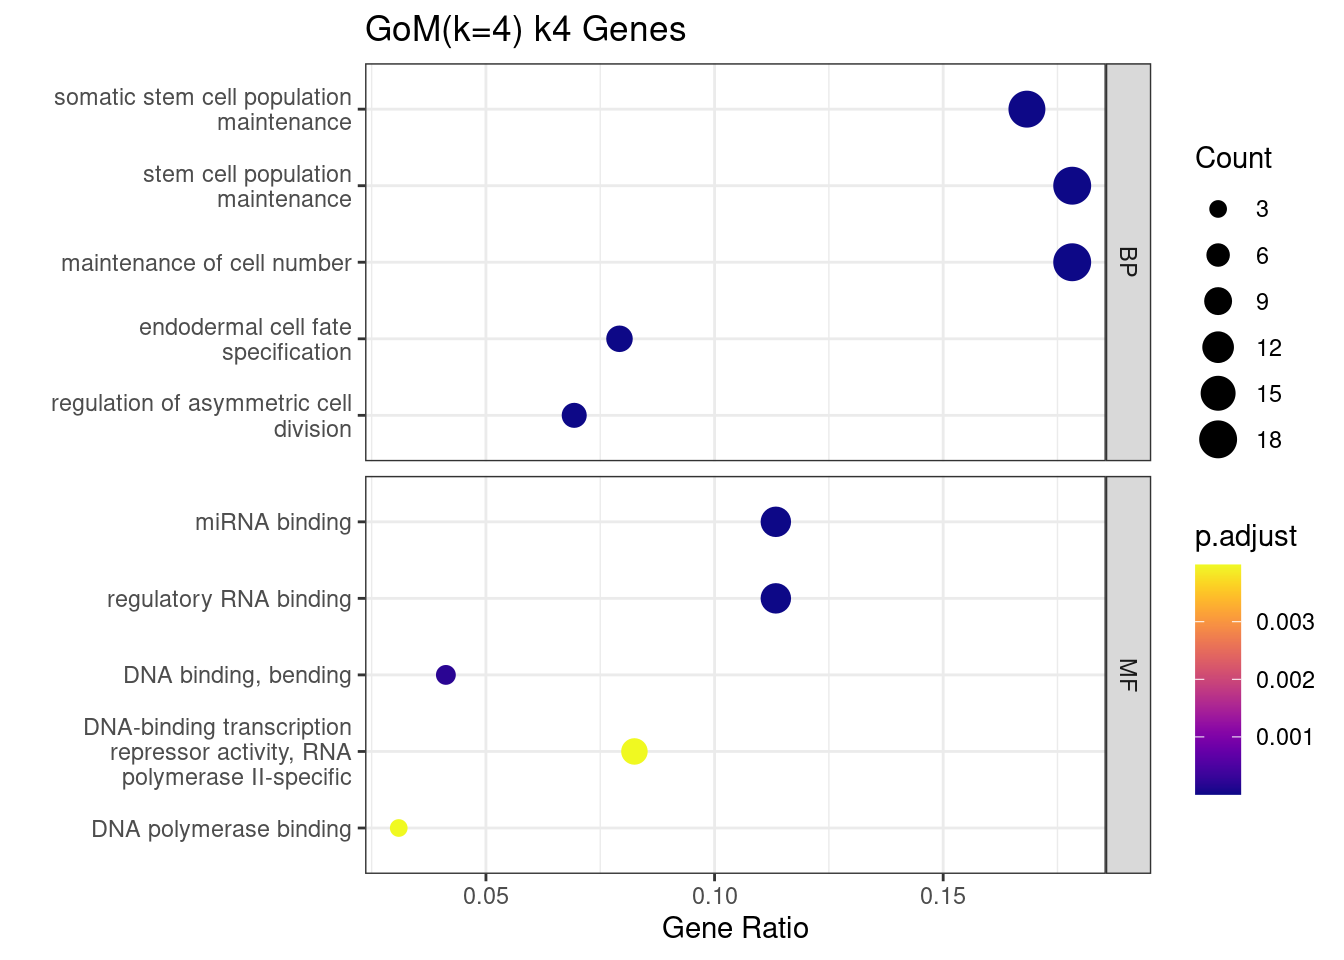 GoM(k=4) k4 Genes
somatic stem cell population
maintenance
stem cell population
maintenance
maintenance of cell number
endodermal cell fate
specification
regulation of asymmetric cell
division
BP
miRNA binding
regulatory RNA binding
DNA binding, bending
DNA-binding transcription
repressor activity, RNA
polymerase II-specific
DNA polymerase binding
MF
0.05
0.10
0.15
Gene Ratio
Count
3
6
9
12
15
18
p.adjust
0.003
0.002
0.001